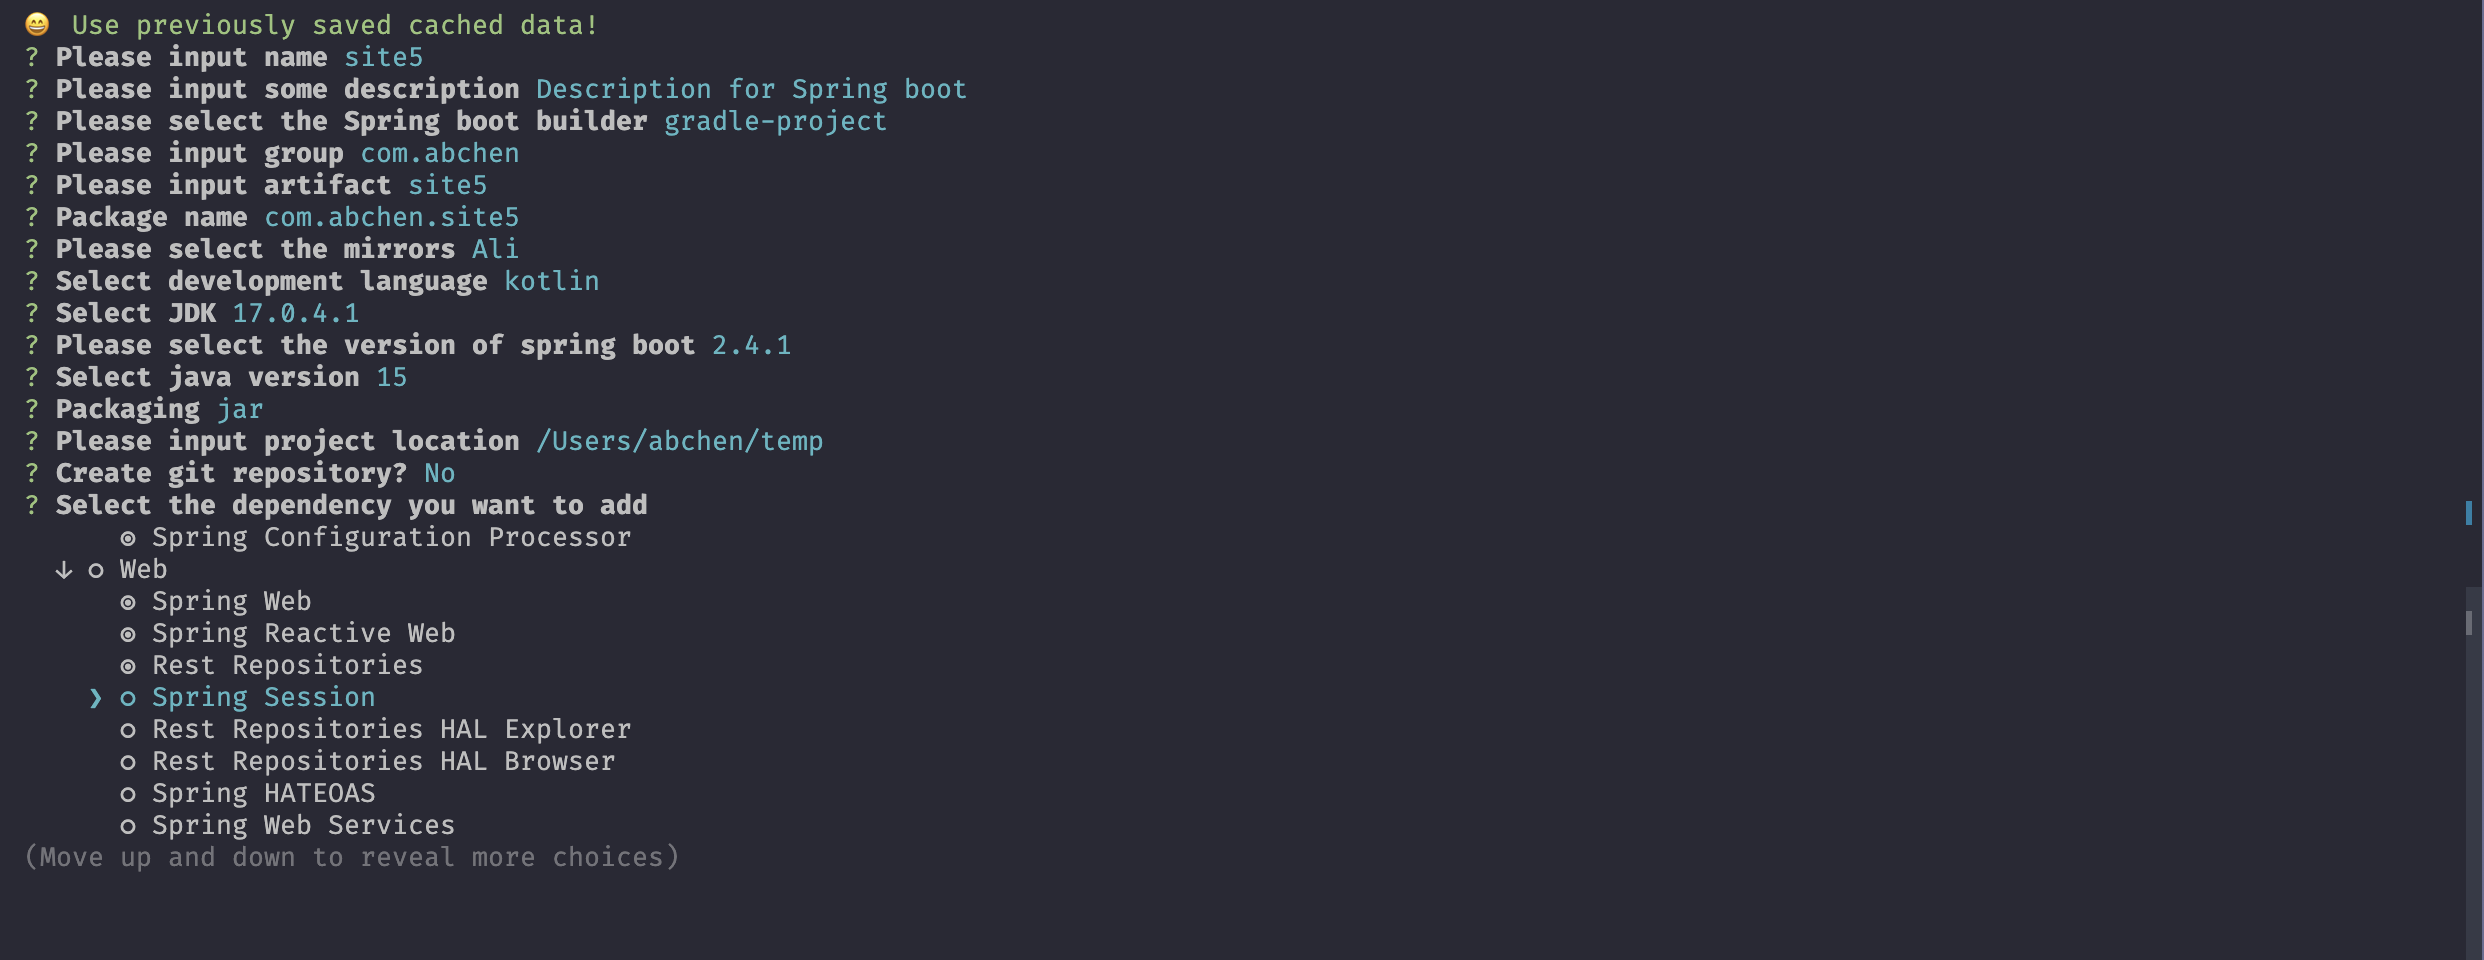 😄 Use previously saved cached data!
? Please input name site5
? Please input some description Description for Spring boot
? Please select the Spring boot builder gradle-project
? Please input group com.abchen
? Please input artifact site5
? Package name com.abchen.site5
? Please select the mirrors Ali
? Select development language kotlin
? Select JDK 17.0.4.1
? Please select the version of spring boot 2.4.1
? Select java version 15
? Packaging jar
? Please input project location /Users/abchen/temp
? Create git repository? No
? Select the dependency you want to add
◉ Spring Configuration Processor
↓ ○ Web
◉ Spring Web
◉ Spring Reactive Web
◉ Rest Repositories
❯ ○ Spring Session
○ Rest Repositories HAL Explorer
○ Rest Repositories HAL Browser
○ Spring HATEOAS
○ Spring Web Services
(Move up and down to reveal more choices)